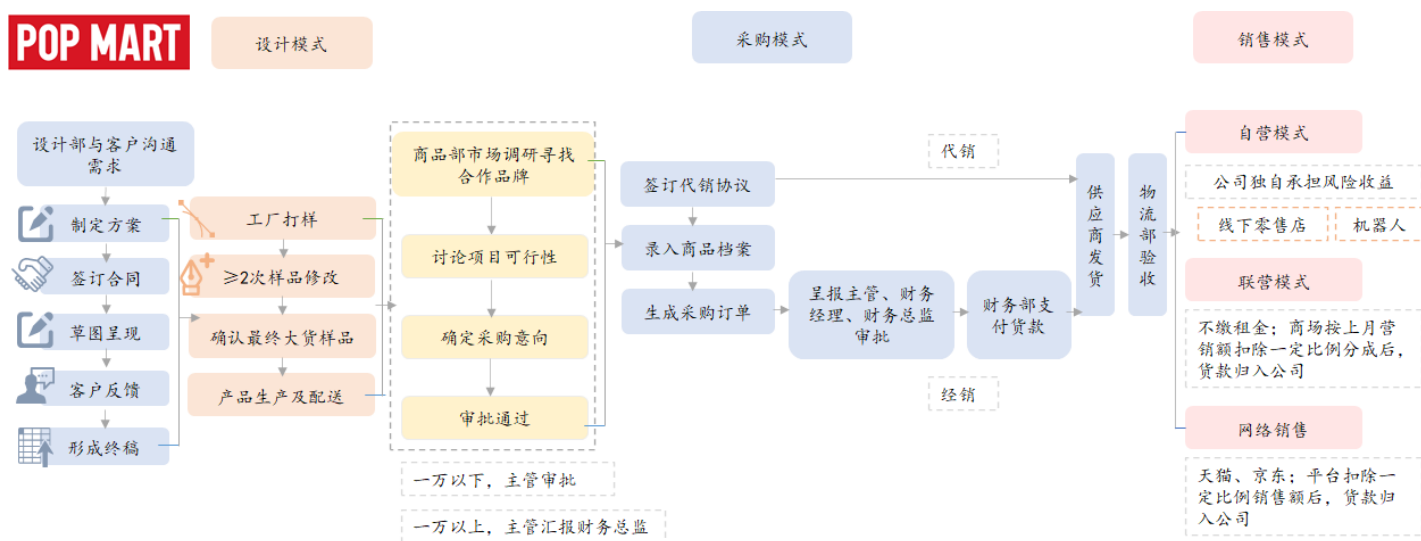 POP MART
设计模式
采购模式
销售模式
设计部与客户沟通
需求
制定方案
签订合同
草图呈现
客户反馈
形成终稿
工厂打样
≥2次样品修改
确认最终大货样品
产品生产及配送
商品部市场调研寻找
合作品牌
讨论项目可行性
确定采购意向
审批通过
一万以下，主管审批
一万以上，主管汇报财务总监
签订代销协议
录入商品档案
生成采购订单
呈报主管、财务
经理、财务总监
审批
财务部支
付货款
代销
经销
供应商发货
物流部验收
自营模式
公司独自承担风险收益
线下零售店
机器人
联营模式
不缴租金；商场按上月营
销额扣除一定比例分成后，
货款归入公司
网络销售
天猫、京东；平台扣除一
定比例销售额后，货款归
入公司